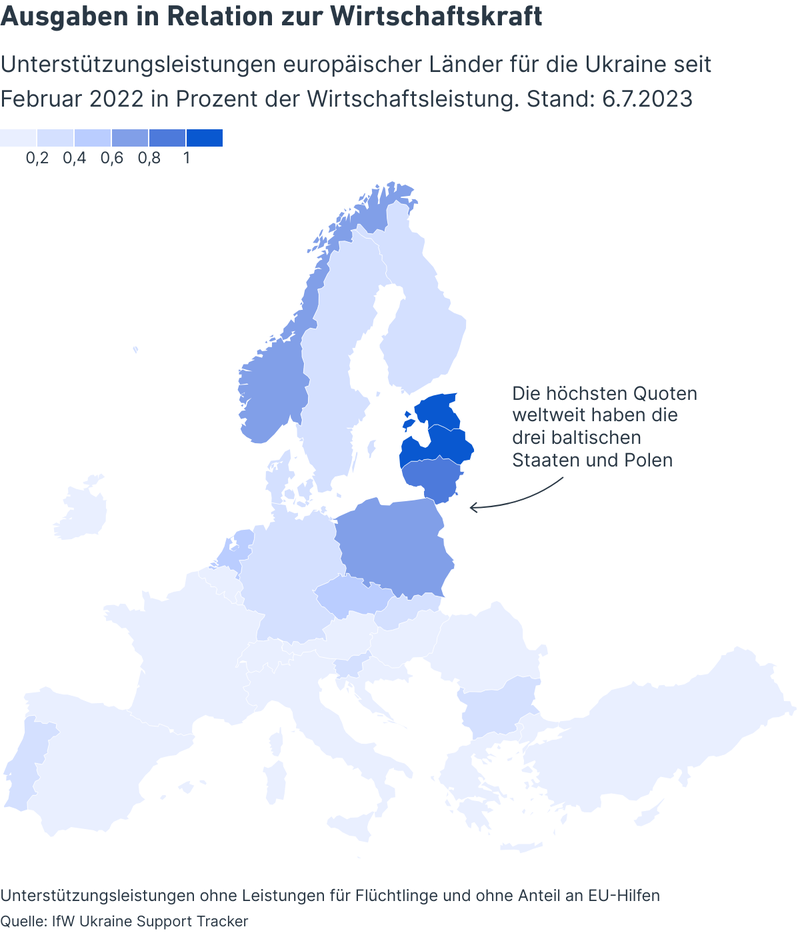 Ausgaben in Relation zur Wirtschaftskraft
Unterstützungsleistungen europäischer Länder für die Ukraine seit
Februar 2022 in Prozent der Wirtschaftsleistung. Stand: 6.7.2023
0,2 0,4 0,6 0,8 1
Die höchsten Quoten
weltweit haben die
drei baltischen
Staaten und Polen
Unterstützungsleistungen ohne Leistungen für Flüchtlinge und ohne Anteil an EU-Hilfen
Quelle: IfW Ukraine Support Tracker